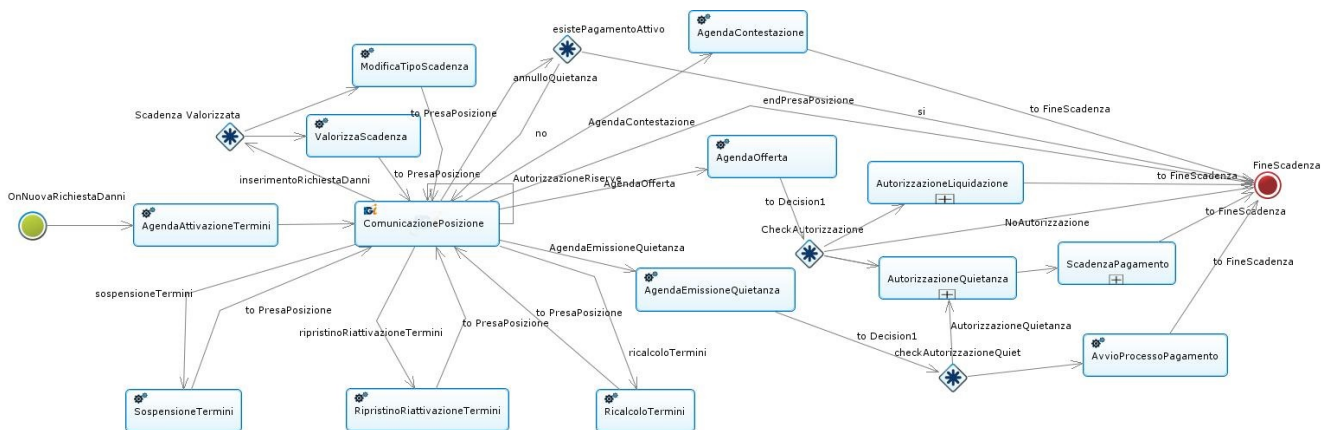 esistePagamentoAttivo
AgendaContestazione
ModificaTipoScadenza
annulloQuietanza
endPresaPosizione
to FineScadenza
si
Scadenza Valorizzata
to PresaPosizione
AgendaContestazione
ValorizzaScadenza
no
AgendaOfferta
FineScadenza
to PresaPosizione
inserimentoRichiestaDanni
AutorizzazioneRiserve
AgendaOfferta
AutorizzazioneLiquidazione
to FineScadenza
OnNuovaRichiestaDanni
to Decision1
to FineScadenza
AgendaAttivazioneTermini
ComunicazionePosizione
CheckAutorizzazione
NoAutorizzazione
AgendaEmissioneQuietanza
to FineScadenza
ScadenzaPagamento
AutorizzazioneQuietanza
sospensioneTermini
AgendaEmissioneQuietanza
to PresaPosizione
to PresaPosizione
to PresaPosizione
ripristinoRiattivazioneTermini
AutorizzazioneQuietanza
to Decision1
ricalcoloTermini
checkAutorizzazioneQuiet
AvvioProcessoPagamento
SospensioneTermini
RipristinoRiattivazioneTermini
RicalcoloTermini